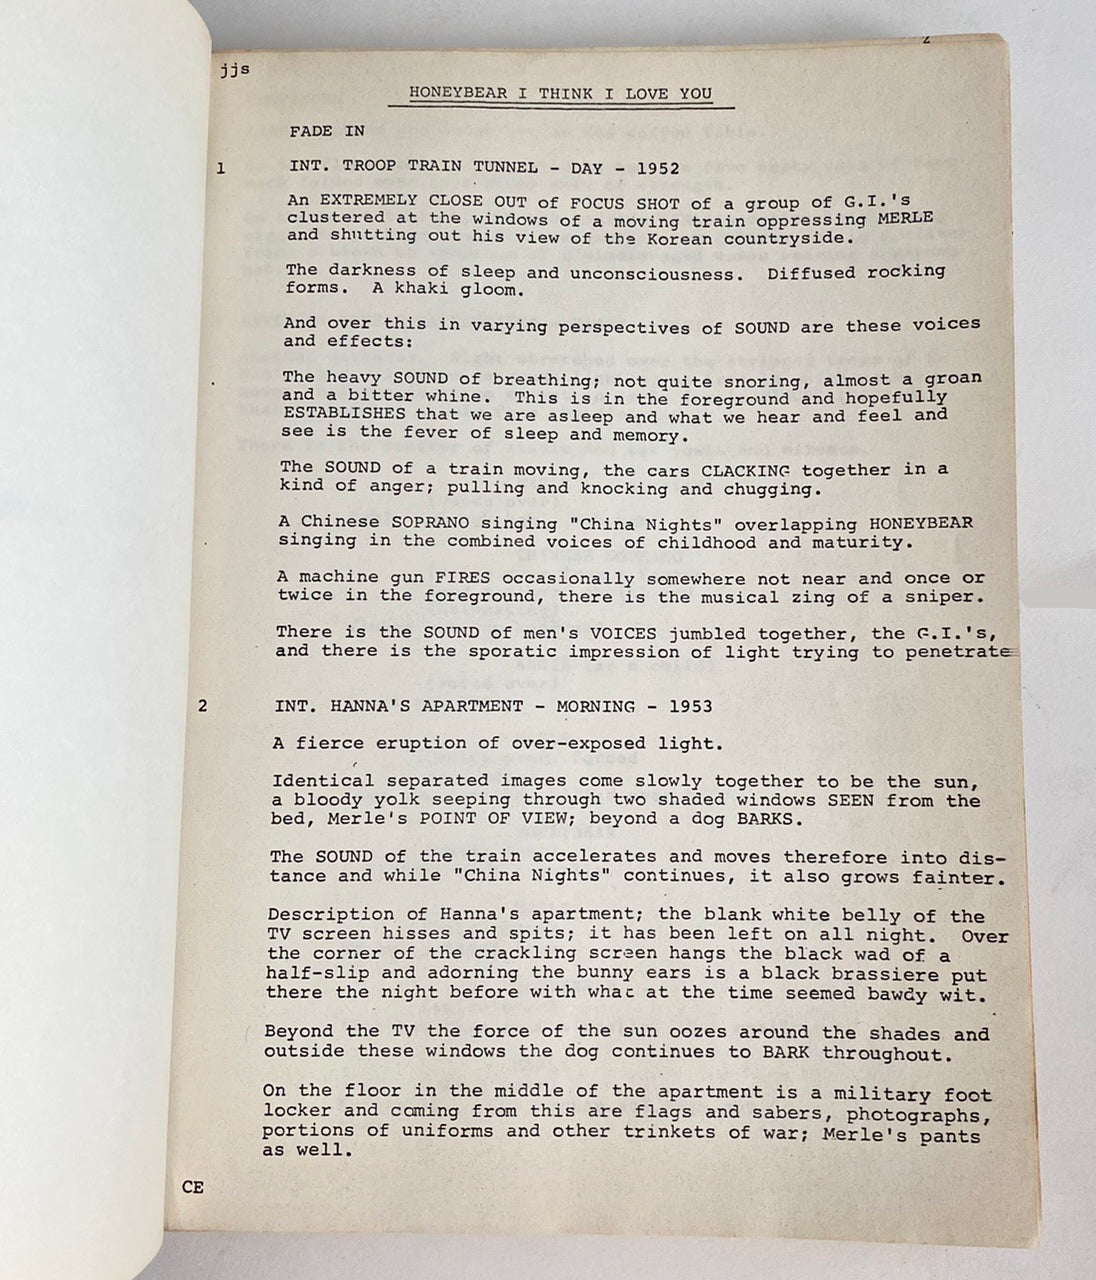 jjs
HONEYBEAR I THINK I LOVE YOU
FADE IN
1 INT. TROOP TRAIN TUNNEL - DAY - 1952
An EXTREMELY CLOSE OUT of FOCUS SHOT of a group of G.I.'s
clustered at the windows of a moving train oppressing MERLE
and shutting out his view of the Korean countryside.
The darkness of sleep and unconsciousness. Diffused rocking
forms. A khaki gloom.
And over this in varying perspectives of SOUND are these voices
and effects:
The heavy SOUND of breathing; not quite snoring, almost a groan
and a bitter whine. This is in the foreground and hopefully
ESTABLISHES that we are asleep and what we hear and feel and
see is the fever of sleep and memory.
The SOUND of a train moving, the cars CLACKING together in a
kind of anger; pulling and knocking and chugging.
A Chinese SOPRANO singing "China Nights" overlapping HONEYBEAR
singing in the combined voices of childhood and maturity.
A machine gun FIRES occasionally somewhere not near and once or
twice in the foreground, there is the musical zing of a sniper.
There is the SOUND of men's VOICES jumbled together, the G.I.'s,
and there is the sporatic impression of light trying to penetrate
2 INT. HANNA'S APARTMENT - MORNING - 1953
A fierce eruption of over-exposed light.
Identical separated images come slowly together to be the sun,
a bloody yolk seeping through two shaded windows SEEN from the
bed, Merle's POINT OF VIEW; beyond a dog BARKS.
The SOUND of the train accelerates and moves therefore into dis-
tance and while "China Nights" continues, it also grows fainter.
Description of Hanna's apartment; the blank white belly of the
TV screen hisses and spits; it has been left on all night. Over
the corner of the crackling screen hangs the black wad of a
half-slip and adorning the bunny ears is a black brassiere put
there the night before with what at the time seemed bawdy wit.
Beyond the TV the force of the sun oozes around the shades and
outside these windows the dog continues to BARK throughout.
On the floor in the middle of the apartment is a military foot
locker and coming from this are flags and sabers, photographs,
portions of uniforms and other trinkets of war; Merle's pants
as well.
CE